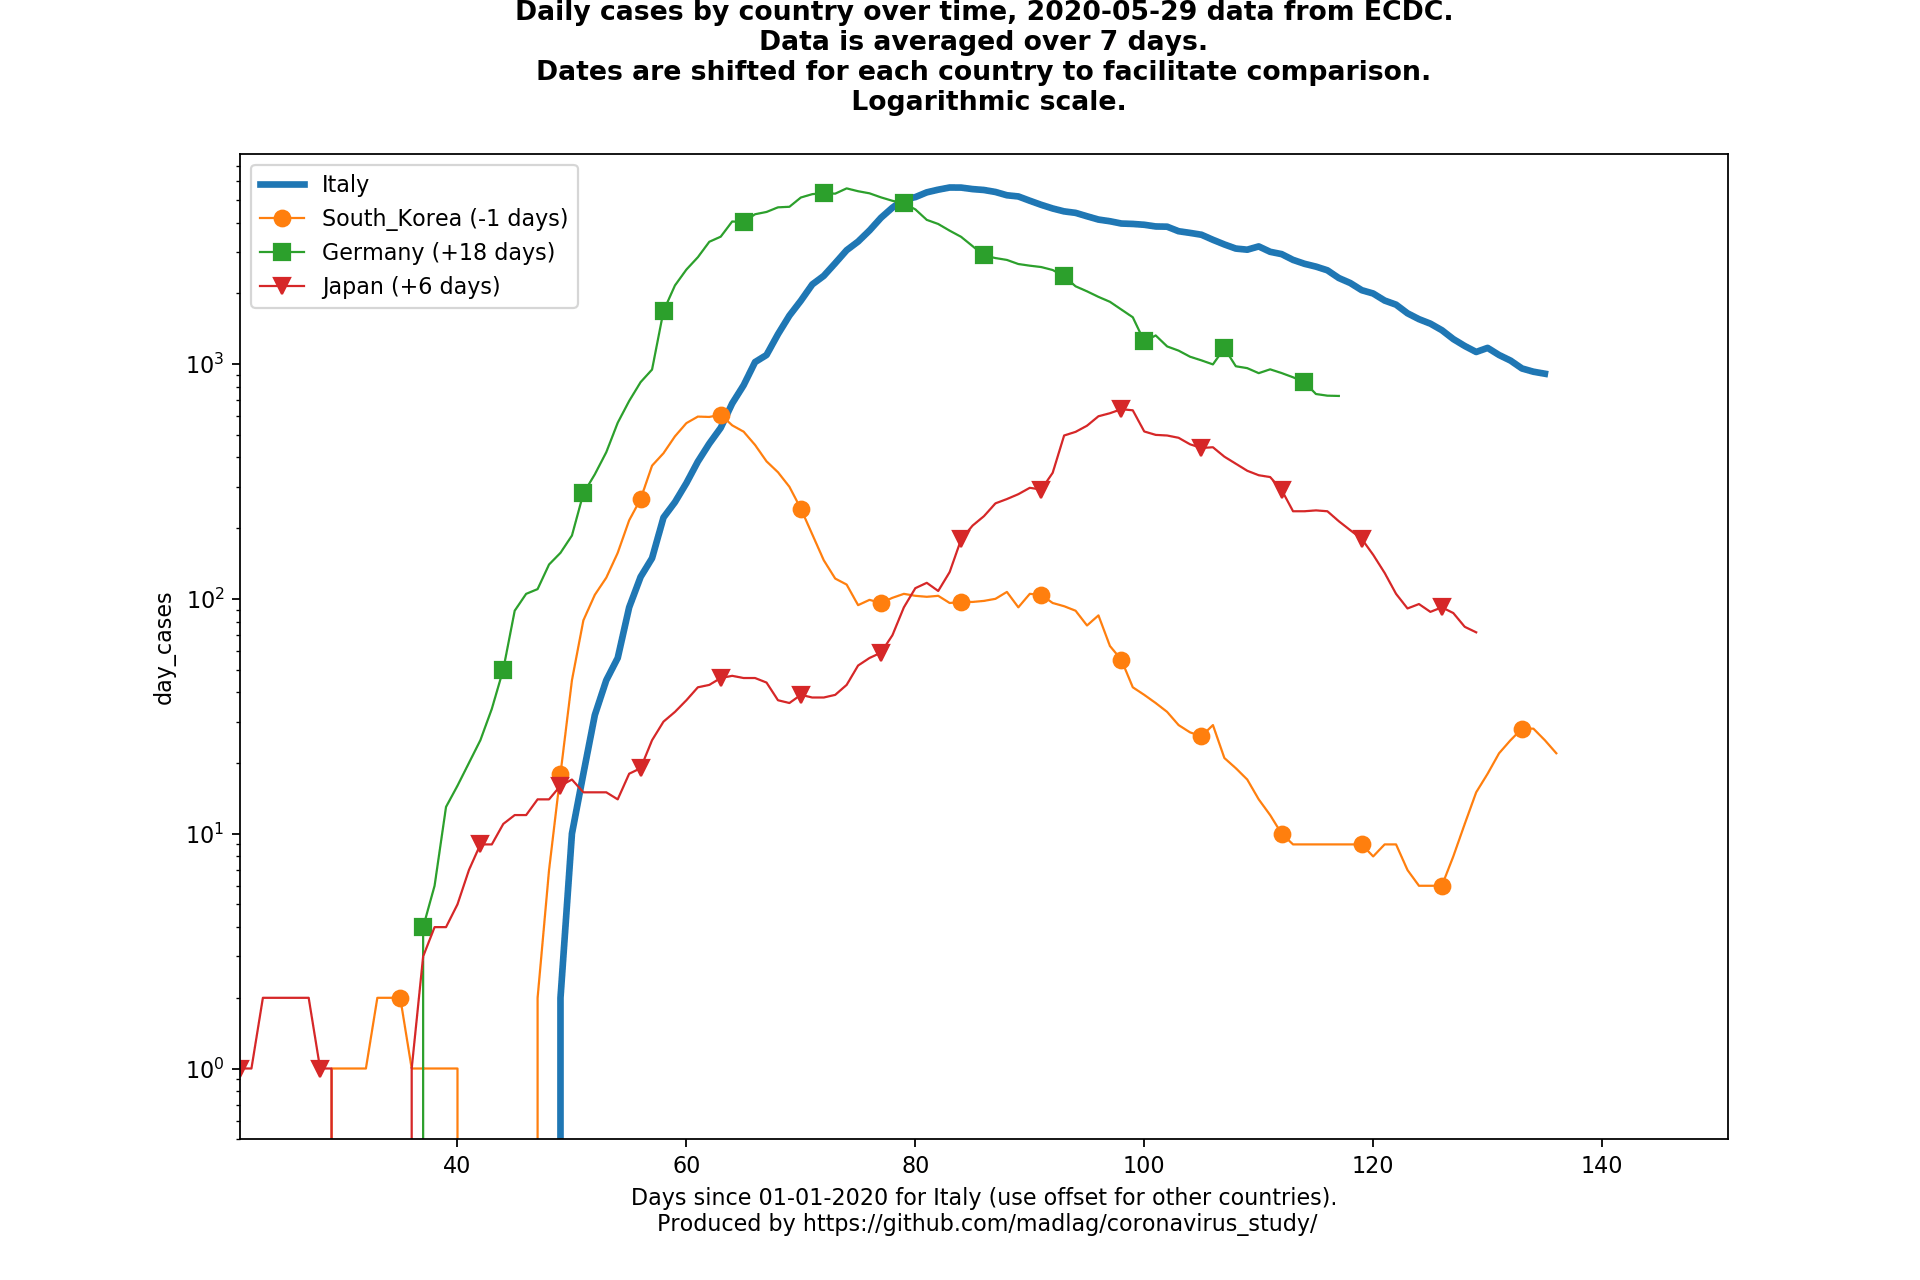 Daily cases by country over time, 2020-05-29 data from ECDC.
Data is averaged over 7 days.
Dates are shifted for each country to facilitate comparison.
Logarithmic scale.
Italy
South_Korea (-1 days)
Germany (+18 days)
Japan (+6 days)
day_cases
10³
10²
10¹
10⁰
40 60 80 100 120 140
Days since 01-01-2020 for Italy (use offset for other countries).
Produced by https://github.com/madlag/coronavirus_study/